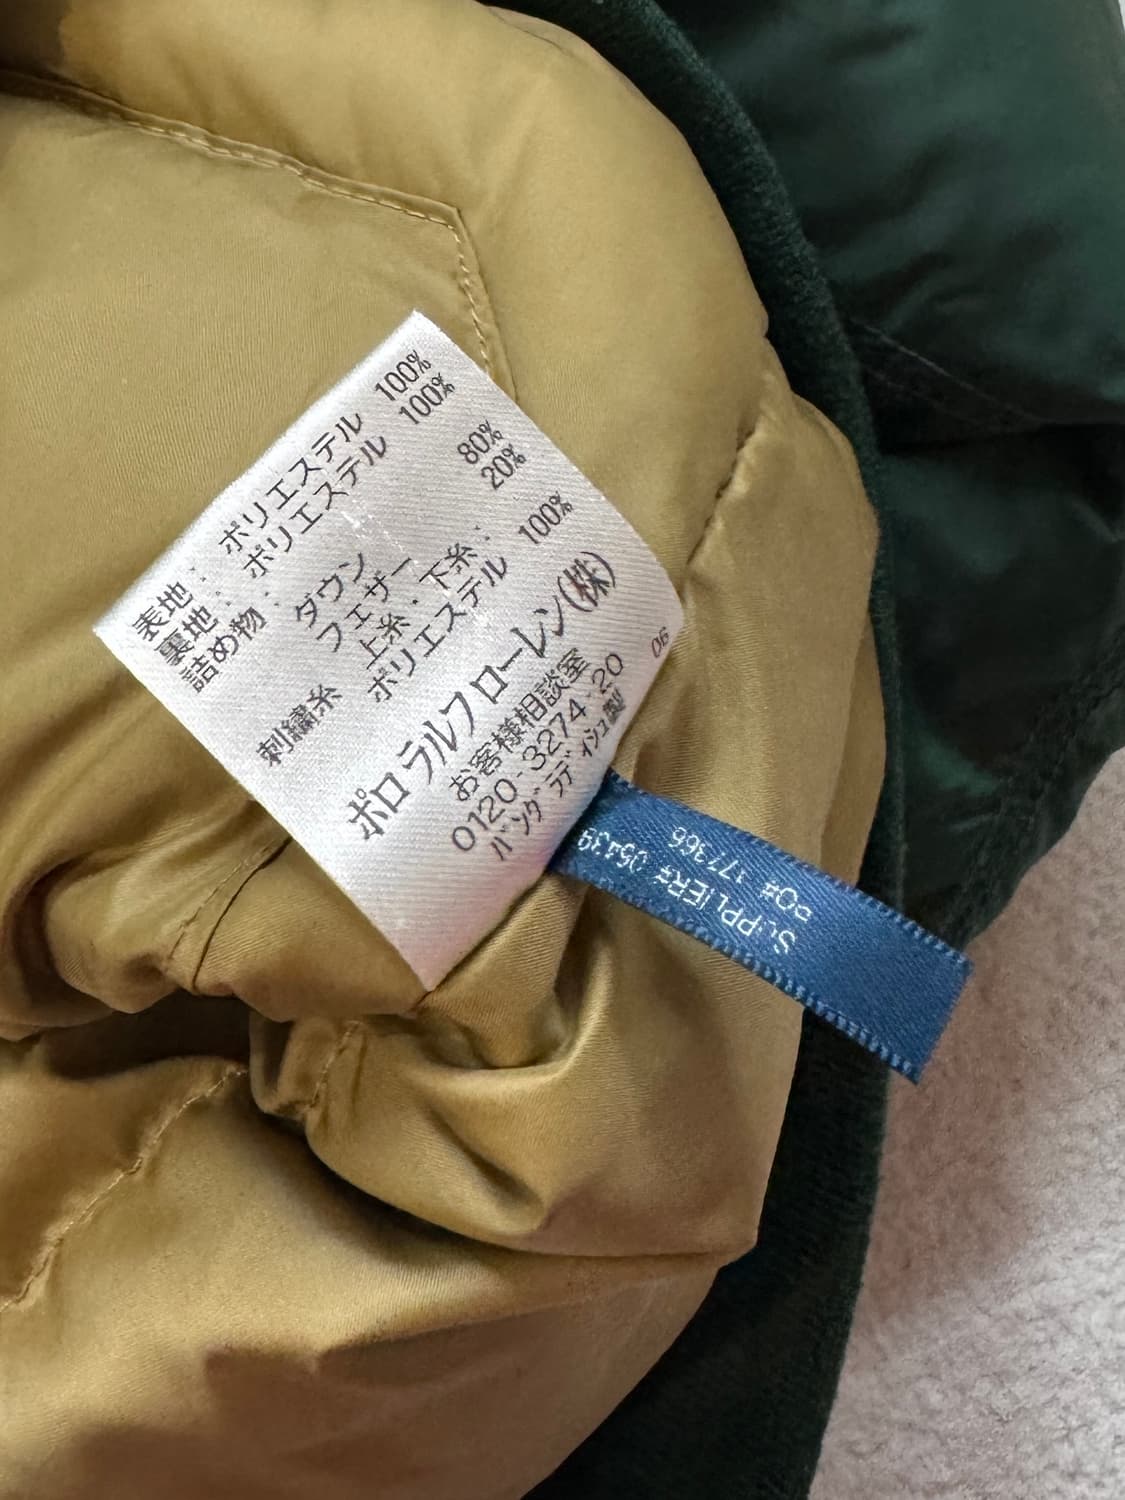 表地: ポリエステル 100%
裏地: ポリエステル 100%
詰め物:
ダウン 80%
フェザー 20%
上糸・下糸:
刺繍糸 ポリエステル 100%
ポロ ラルフ ローレン(株)
お客様相談室
0120-3274-20
バングラディシュ製
06
SUPPLIER#
PO# 177366